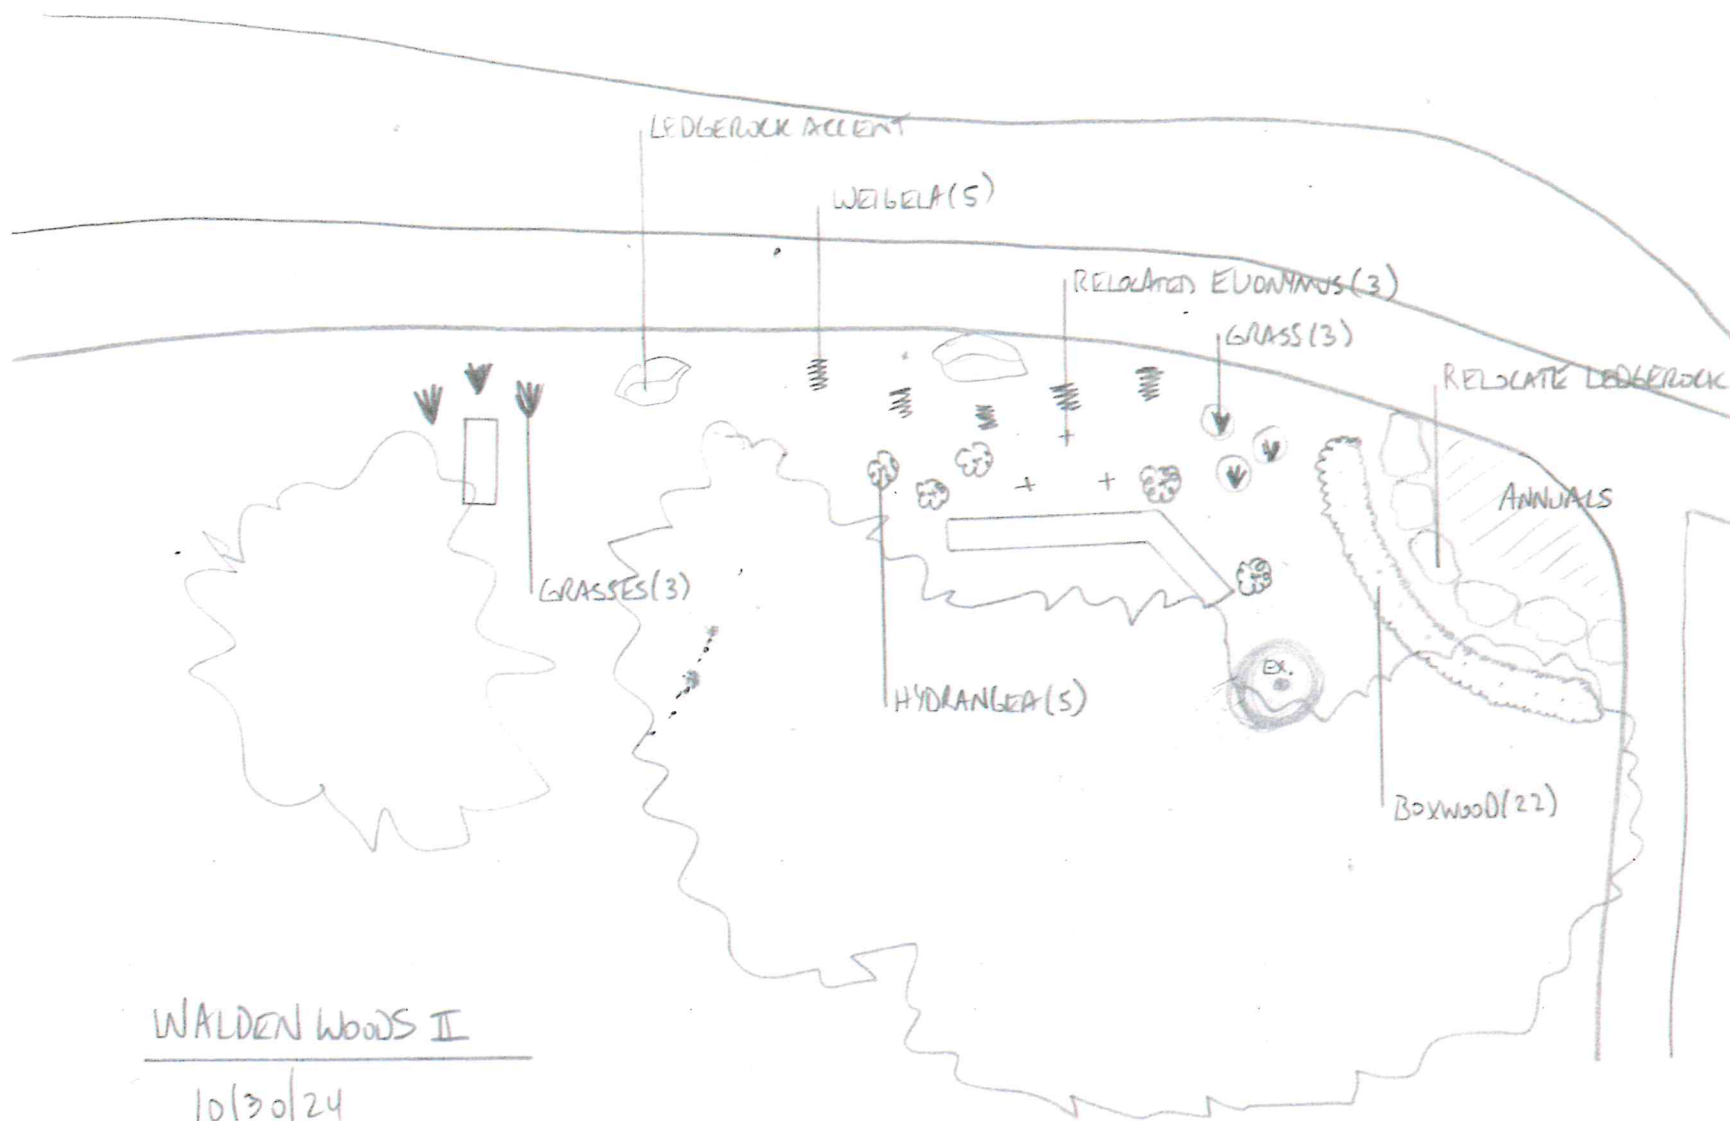 LEDGEROCK ACCENT
WEIGELA(5)
RELOCATED EUONYMUS(3)
GRASS(3)
RELOCATE LEDGEROCK
ANNUALS
GRASSES(3)
EX.
HYDRANGEA(5)
BOXWOOD(22)
WALDEN WOODS II
10/30/24